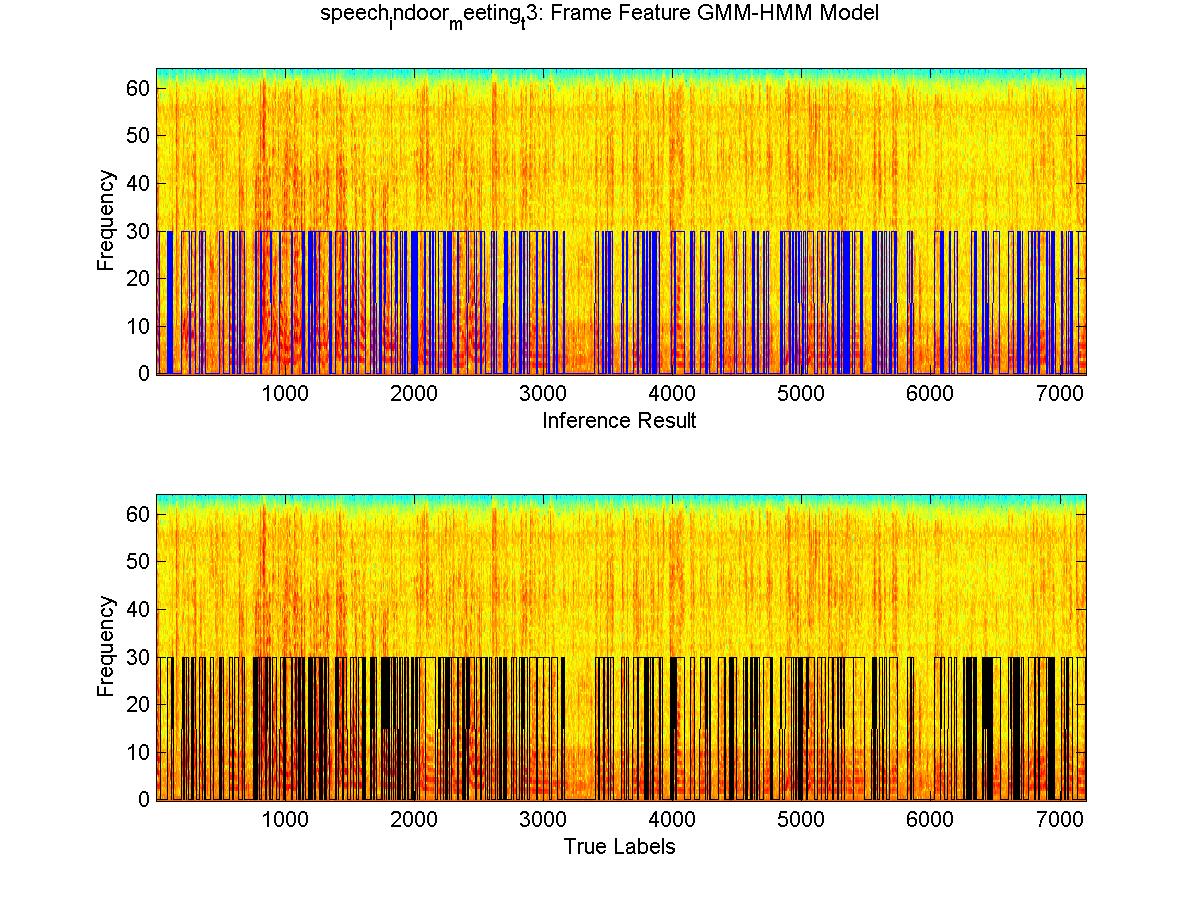 speech_indoor_meeting_t3: Frame Feature GMM-HMM Model
60
50
40
30
20
10
0
Frequency
1000 2000 3000 4000 5000 6000 7000
Inference Result
60
50
40
30
20
10
0
Frequency
1000 2000 3000 4000 5000 6000 7000
True Labels